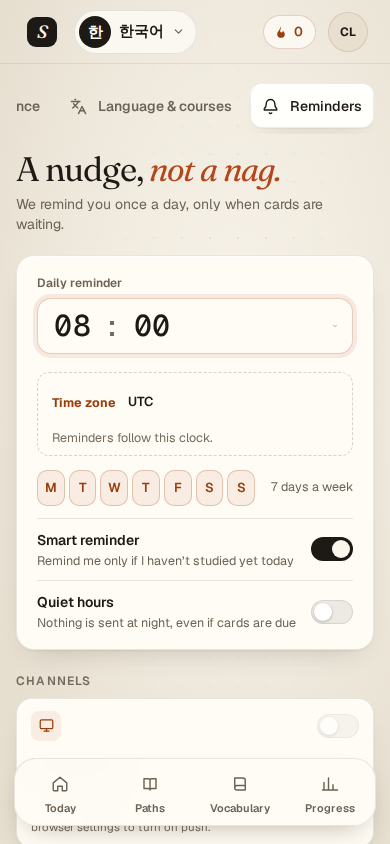 S 한 한국어 0 CL
nce Language & courses Reminders
A nudge, not a nag.
We remind you once a day, only when cards are
waiting.
Daily reminder
08 : 00
Time zone UTC
Reminders follow this clock.
M T W T F S S 7 days a week
Smart reminder
Remind me only if I haven’t studied yet today
Quiet hours
Nothing is sent at night, even if cards are due
CHANNELS
Today Paths Vocabulary Progress
browser settings to turn on push.